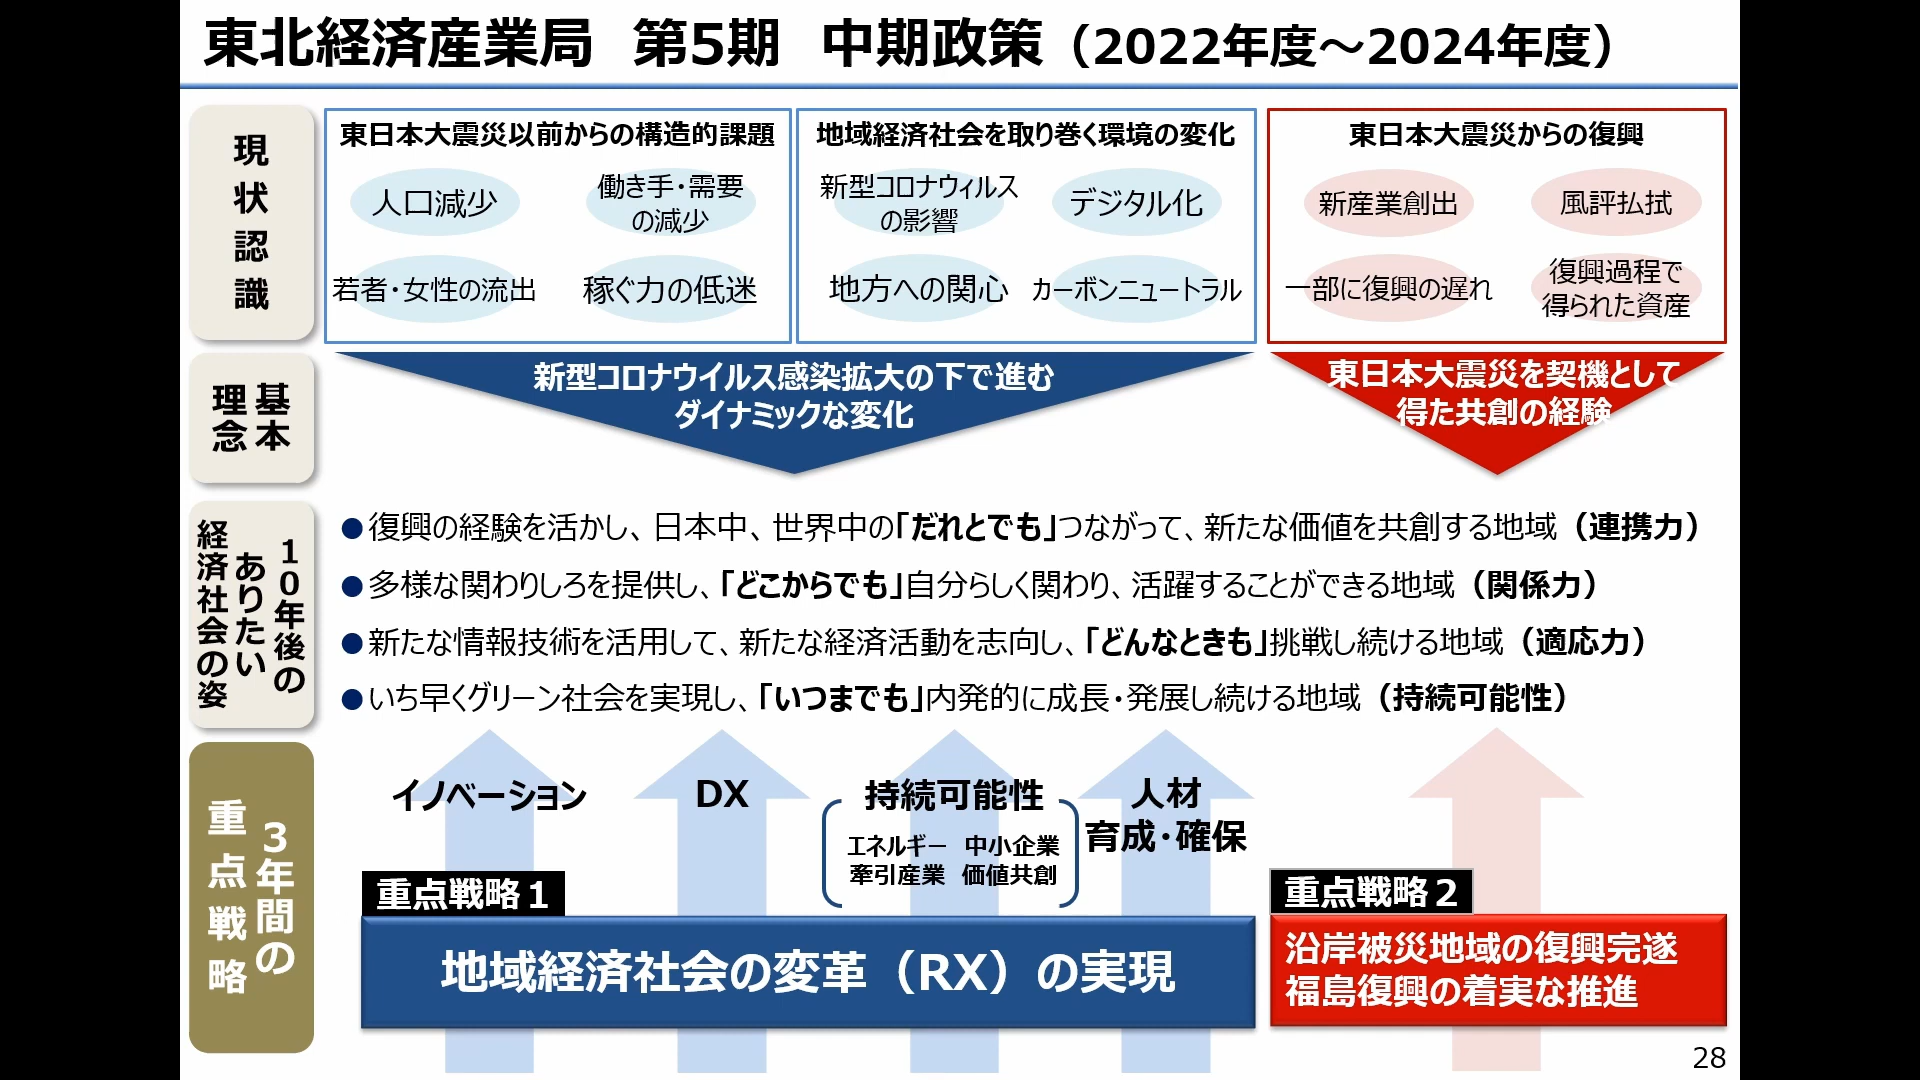 東北経済産業局　第5期　中期政策（2022年度～2024年度）
現状認識
東日本大震災以前からの構造的課題
人口減少
働き手・需要
の減少
若者・女性の流出
稼ぐ力の低迷
地域経済社会を取り巻く環境の変化
新型コロナウィルス
の影響
デジタル化
地方への関心
カーボンニュートラル
東日本大震災からの復興
新産業創出
風評払拭
一部に復興の遅れ
復興過程で
得られた資産
基本
理念
新型コロナウイルス感染拡大の下で進む
ダイナミックな変化
東日本大震災を契機として
得た共創の経験
10年後の
ありたい
経済社会の姿
●復興の経験を活かし、日本中、世界中の「だれとでも」つながって、新たな価値を共創する地域（連携力）
●多様な関わりしろを提供し、「どこからでも」自分らしく関わり、活躍することができる地域（関係力）
●新たな情報技術を活用して、新たな経済活動を志向し、「どんなときも」挑戦し続ける地域（適応力）
●いち早くグリーン社会を実現し、「いつまでも」内発的に成長・発展し続ける地域（持続可能性）
3年間の
重点戦略
イノベーション
DX
持続可能性
エネルギー　中小企業
牽引産業　価値共創
人材
育成・確保
重点戦略１
地域経済社会の変革（RX）の実現
重点戦略２
沿岸被災地域の復興完遂
福島復興の着実な推進
28